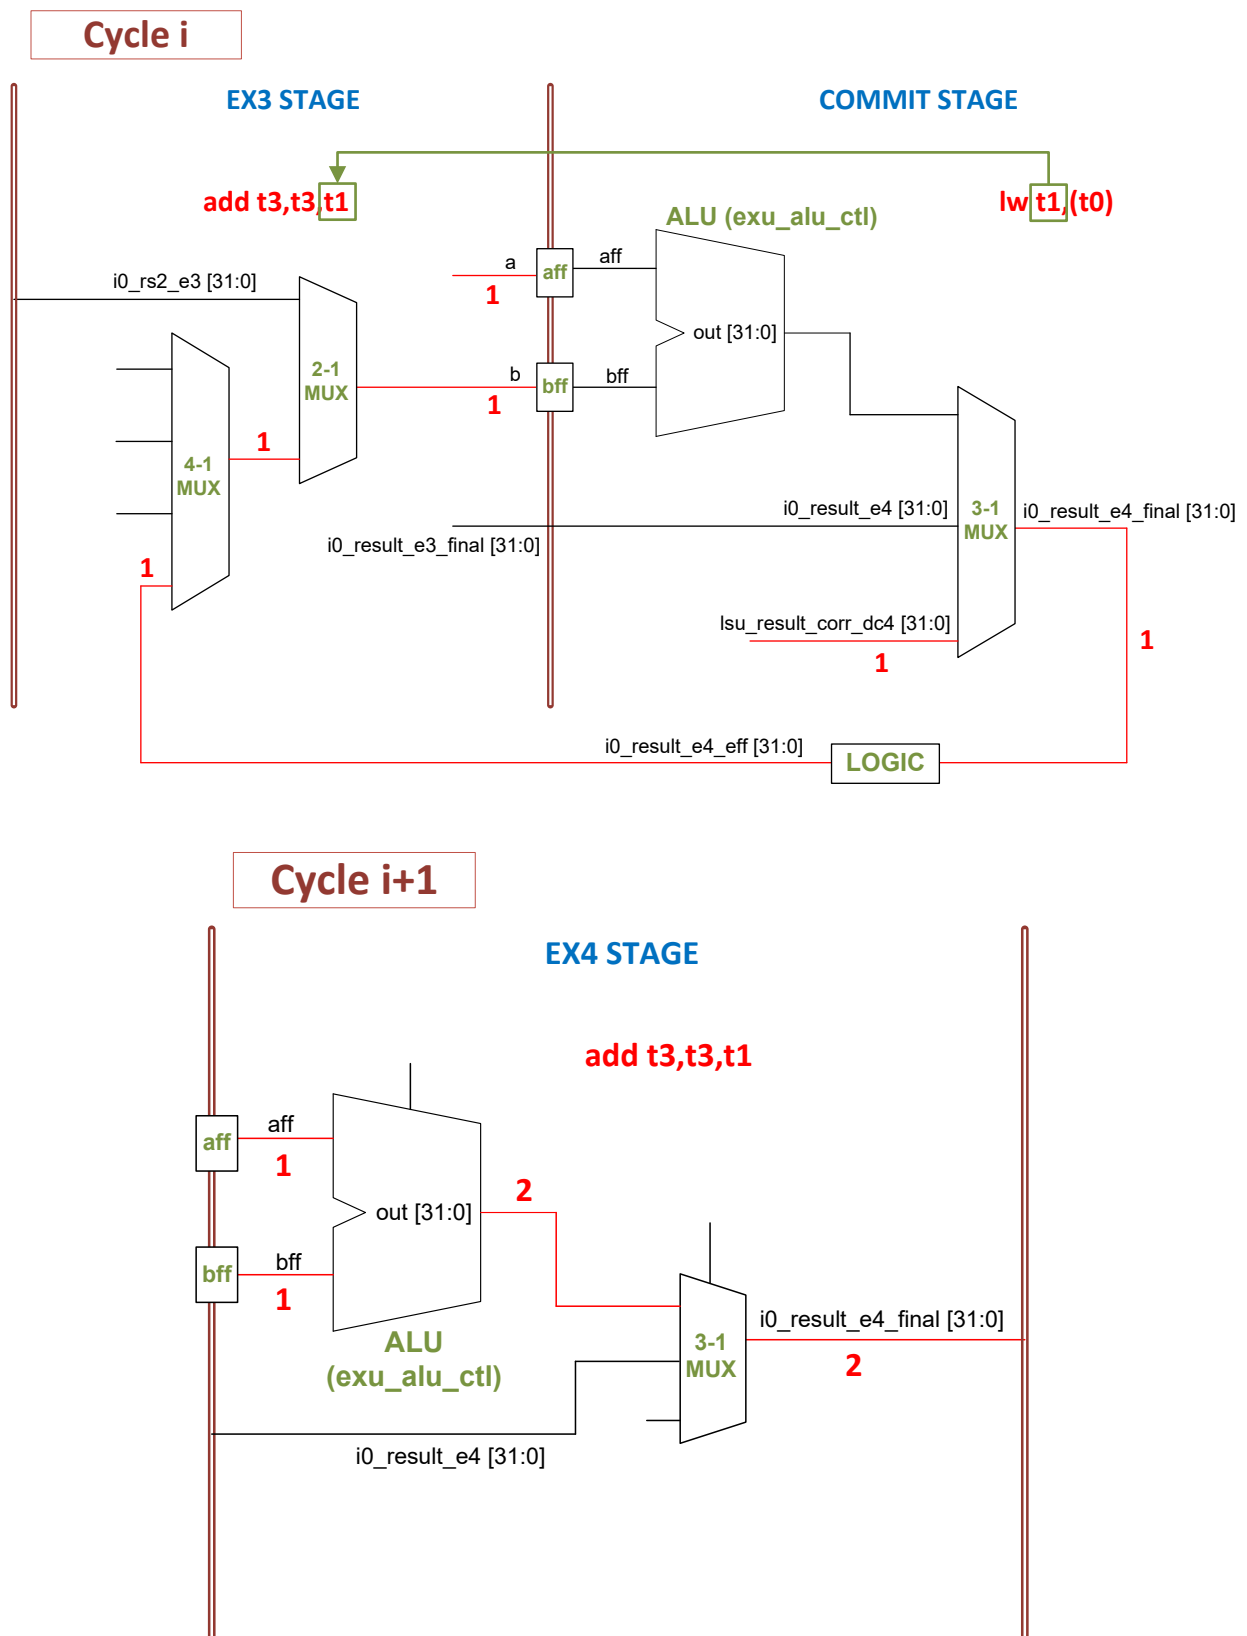 Cycle i
EX3 STAGE
COMMIT STAGE
add t3,t3,t1
lw t1,(t0)
ALU (exu_alu_ctl)
a
aff
aff
1
i0_rs2_e3 [31:0]
out [31:0]
2-1
MUX
b
bff
bff
1
1
4-1
MUX
i0_result_e4 [31:0]
3-1
MUX
i0_result_e4_final [31:0]
i0_result_e3_final [31:0]
1
lsu_result_corr_dc4 [31:0]
1
1
i0_result_e4_eff [31:0]
LOGIC
Cycle i+1
EX4 STAGE
add t3,t3,t1
aff
aff
1
2
out [31:0]
bff
bff
1
ALU
(exu_alu_ctl)
3-1
MUX
i0_result_e4_final [31:0]
2
i0_result_e4 [31:0]